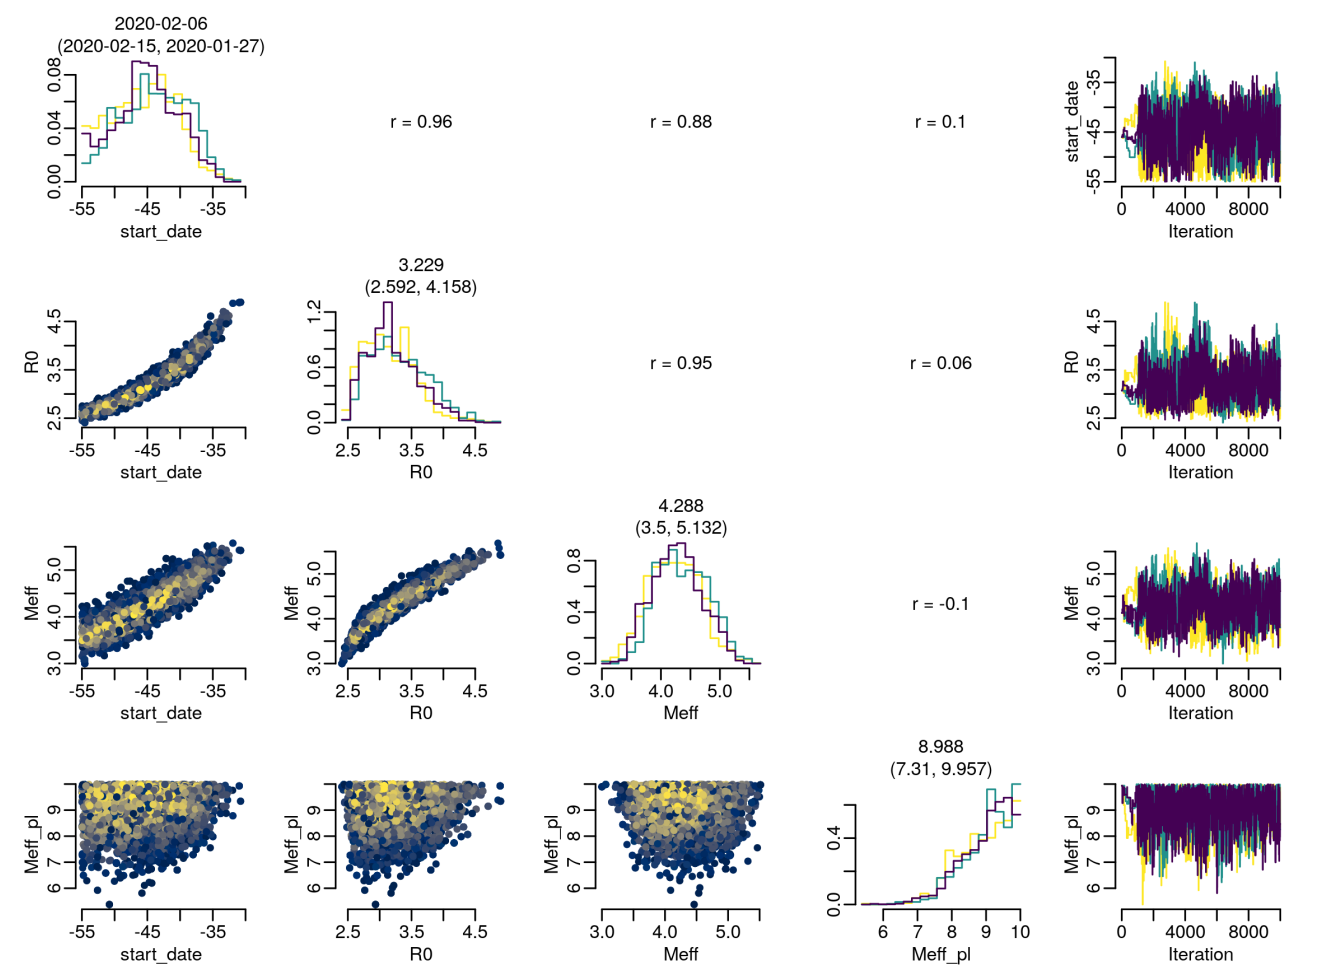 2020-02-06
(2020-02-15, 2020-01-27)
0.00 0.04 0.08
-55 -45 -35
start_date
r = 0.96
r = 0.88
r = 0.1
start_date
-55 -45 -35
0 4000 8000
Iteration
R0
2.5 3.5 4.5
-55 -45 -35
start_date
3.229
(2.592, 4.158)
0.0 0.6 1.2
2.5 3.5 4.5
R0
r = 0.95
r = 0.06
R0
2.5 3.5 4.5
0 4000 8000
Iteration
Meff
3.0 4.0 5.0
-55 -45 -35
start_date
Meff
3.0 4.0 5.0
2.5 3.5 4.5
R0
4.288
(3.5, 5.132)
0.0 0.4 0.8
3.0 4.0 5.0
Meff
r = -0.1
Meff
3.0 4.0 5.0
0 4000 8000
Iteration
Meff_pl
6 7 8 9
-55 -45 -35
start_date
Meff_pl
6 7 8 9
2.5 3.5 4.5
R0
Meff_pl
6 7 8 9
3.0 4.0 5.0
Meff
8.988
(7.31, 9.957)
0.0 0.4
6 7 8 9 10
Meff_pl
Meff_pl
6 7 8 9
0 4000 8000
Iteration